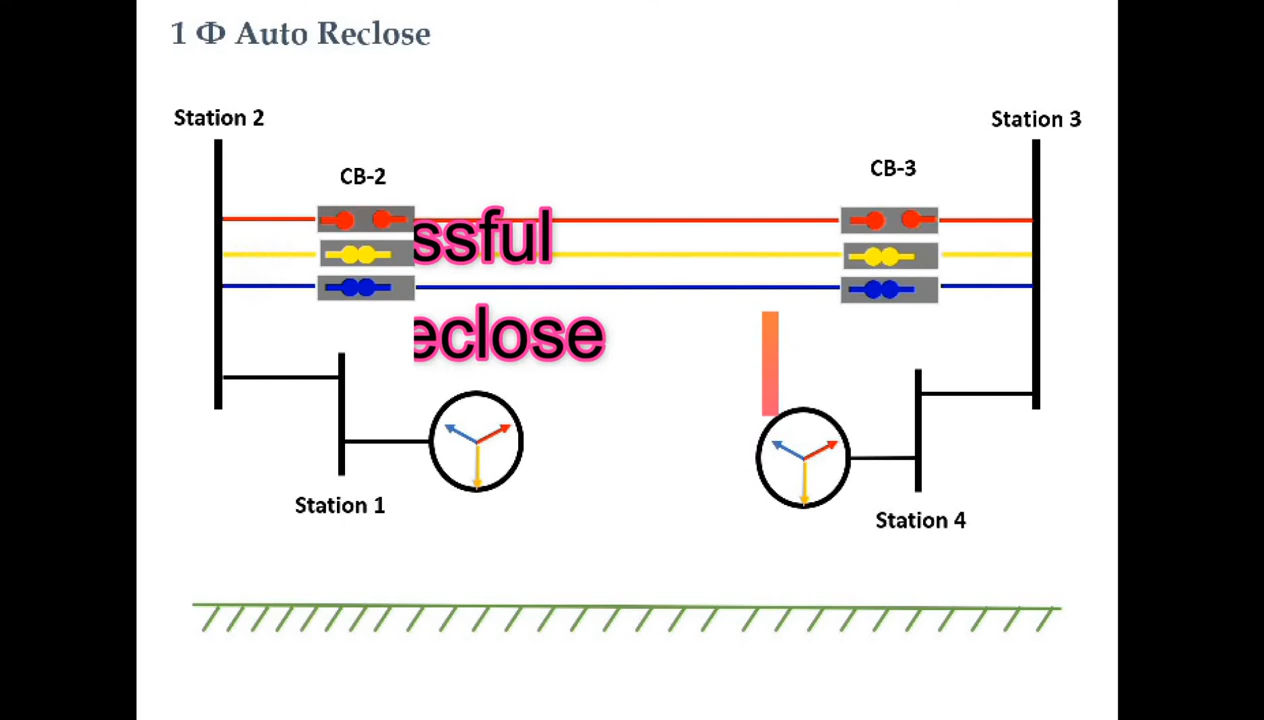 1 Φ Auto Reclose
Station 2
Station 3
CB-2
CB-3
ssful
eclose
Station 1
Station 4